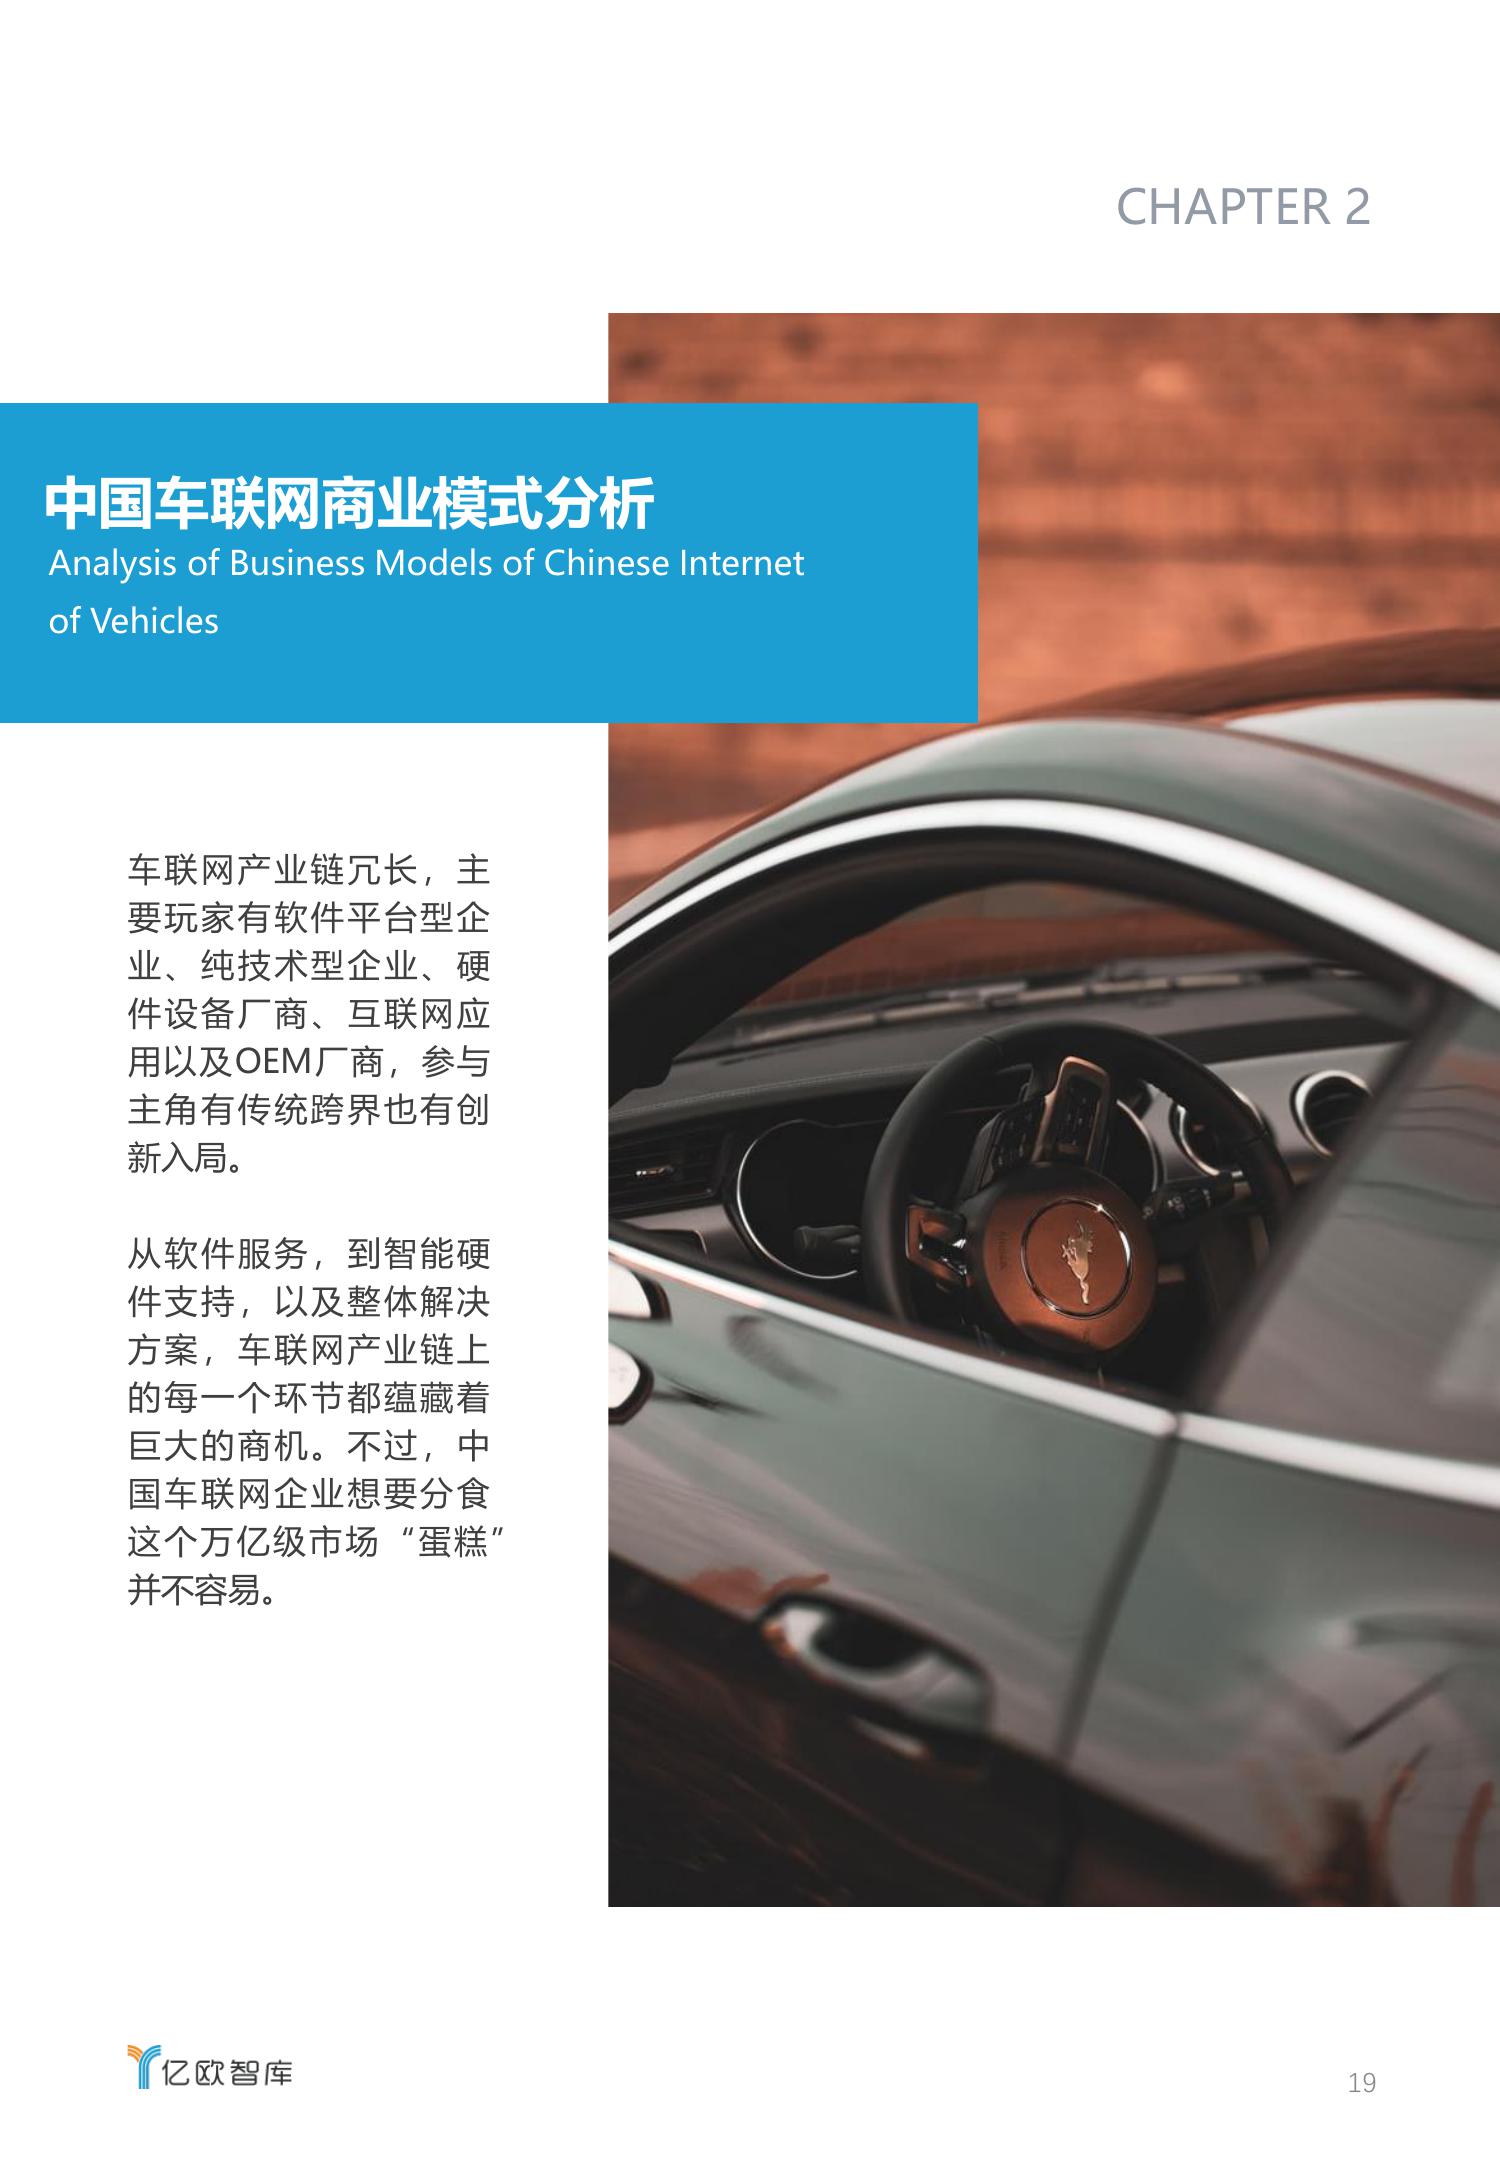 CHAPTER 2
中国车联网商业模式分析
Analysis of Business Models of Chinese Internet
of Vehicles
车联网产业链冗长，主
要玩家有软件平台型企
业、纯技术型企业、硬
件设备厂商、互联网应
用以及OEM厂商，参与
主角有传统跨界也有创
新入局。
从软件服务，到智能硬
件支持，以及整体解决
方案，车联网产业链上
的每一个环节都蕴藏着
巨大的商机。不过，中
国车联网企业想要分食
这个万亿级市场“蛋糕”
并不容易。
亿欧智库
19